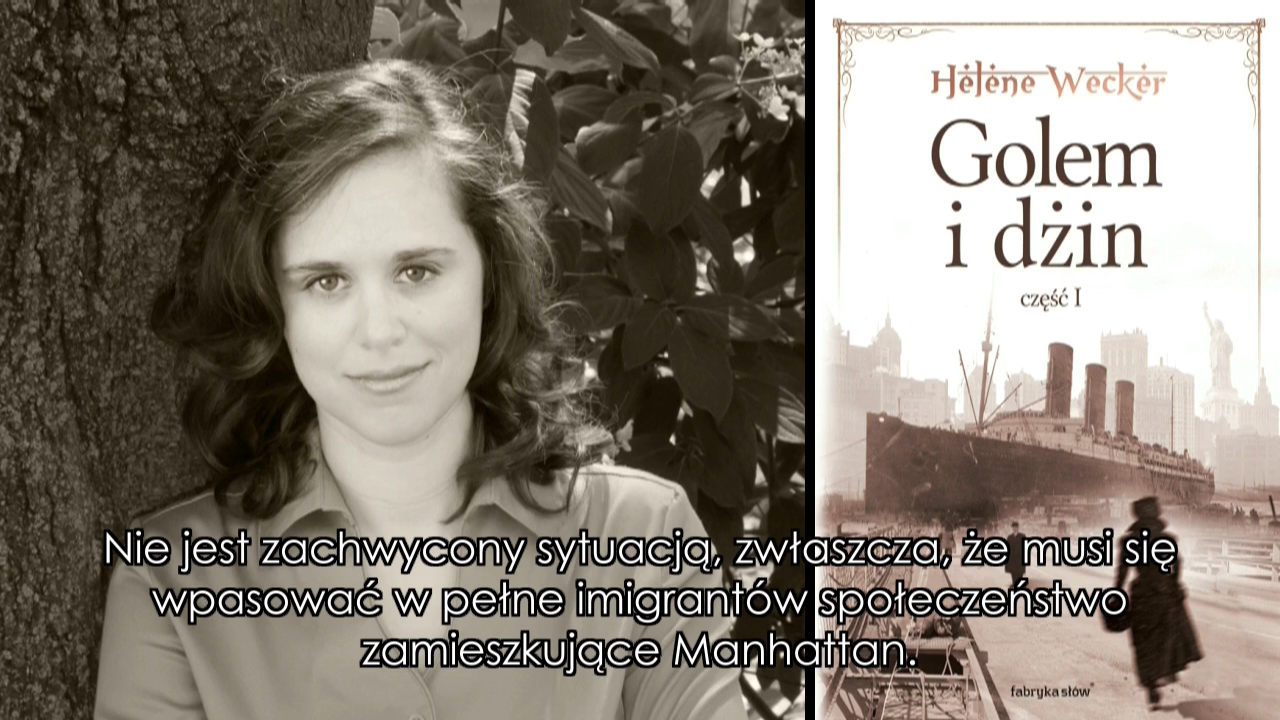 Hélène Wecker
Golem
i dżin
część I
Nie jest zachwycony sytuacją, zwłaszcza, że musi się
wpasować w pełne imigrantów społeczeństwo
zamieszkujące Manhattan.
fabryka słów